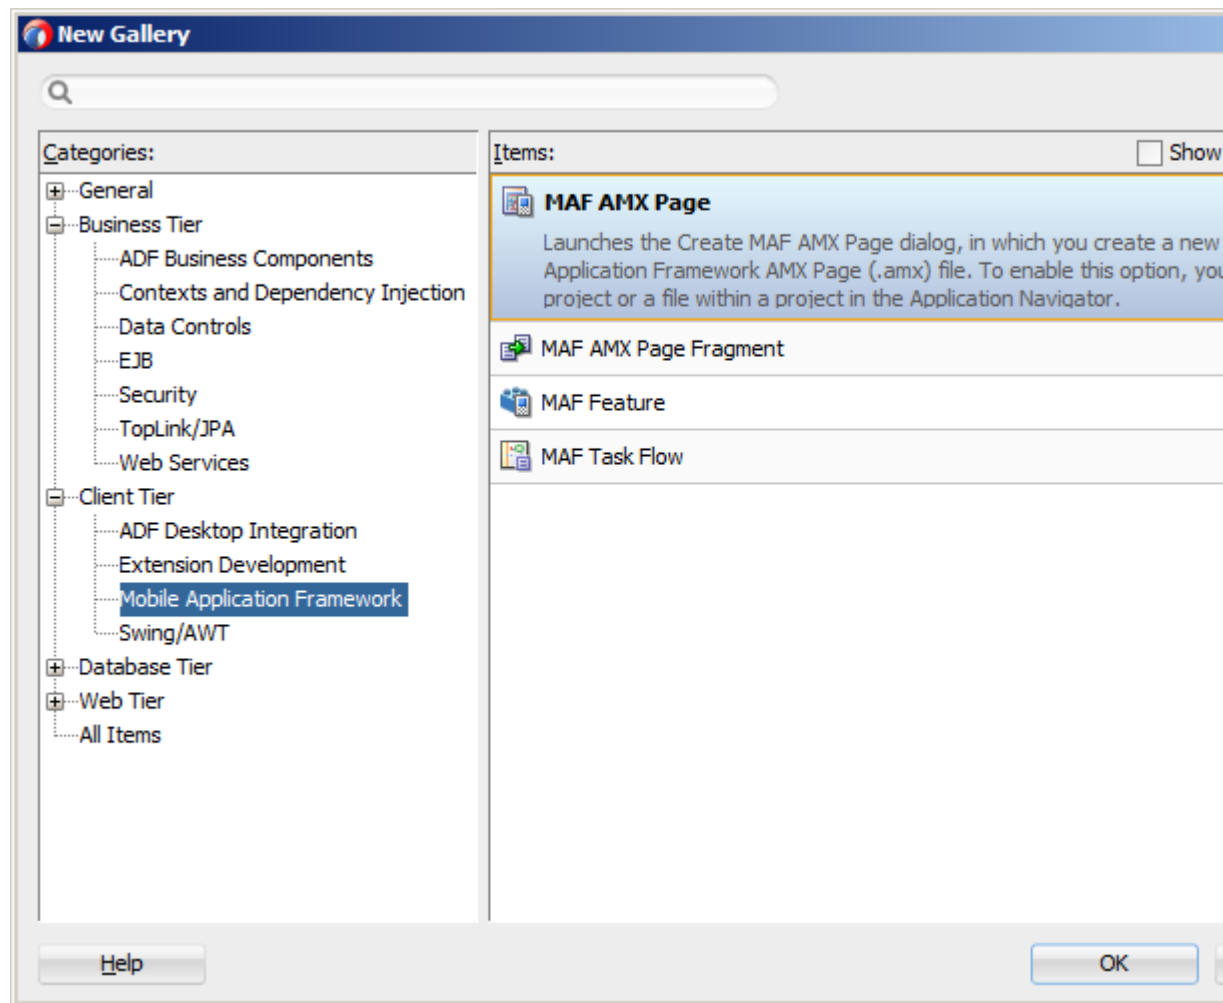 New Gallery
Categories:
General
Business Tier
ADF Business Components
Contexts and Dependency Injection
Data Controls
EJB
Security
TopLink/JPA
Web Services
Client Tier
ADF Desktop Integration
Extension Development
Mobile Application Framework
Swing/AWT
Database Tier
Web Tier
All Items
Items:
Show
MAF AMX Page
Launches the Create MAF AMX Page dialog, in which you create a new
Application Framework AMX Page (.amx) file. To enable this option, you
project or a file within a project in the Application Navigator.
MAF AMX Page Fragment
MAF Feature
MAF Task Flow
Help
OK